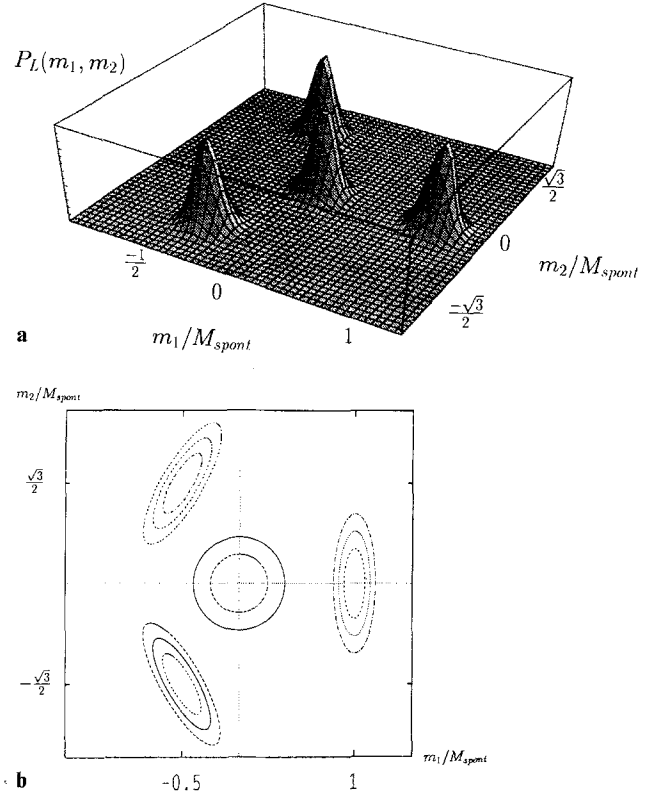 P_L(m_1, m_2)
√3/2
0
-1/2
m_2/M_spont
0
-√3/2
a
m_1/M_spont
1
m_2/M_spont
√3/2
-√3/2
m_1/M_spont
b
-0.5
1